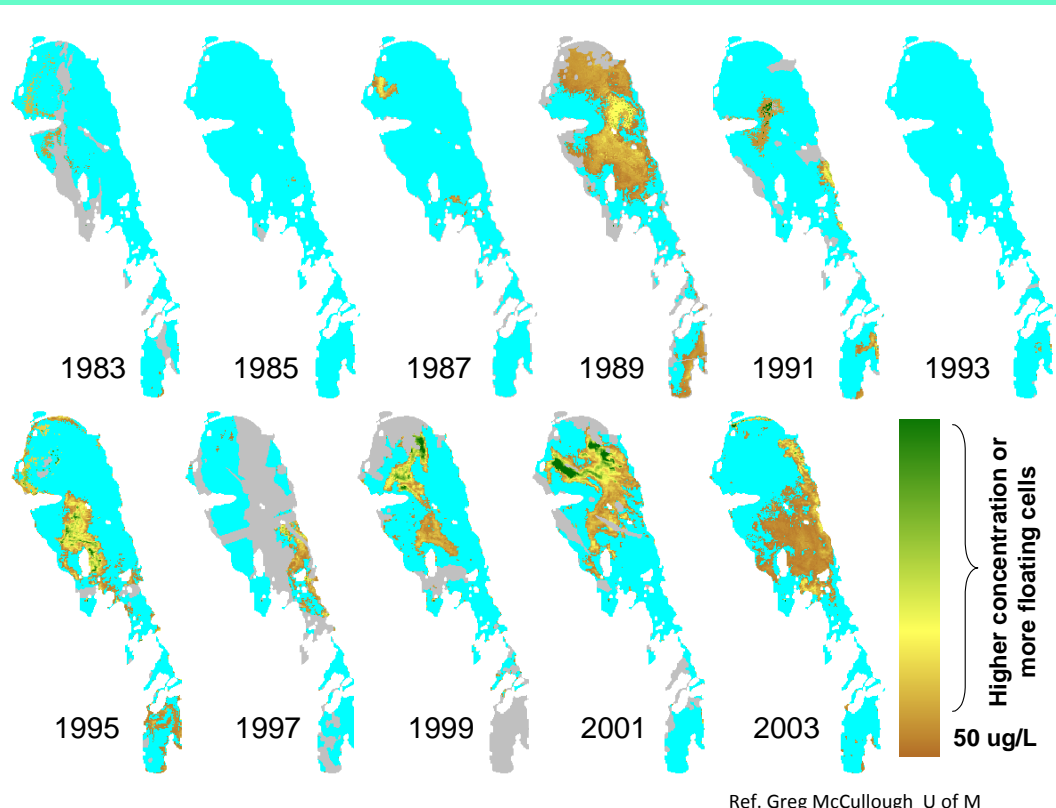 1983
1985
1987
1989
1991
1993
1995
1997
1999
2001
2003
Higher concentration or
more floating cells
50 ug/L
Ref. Greg McCullough U of M